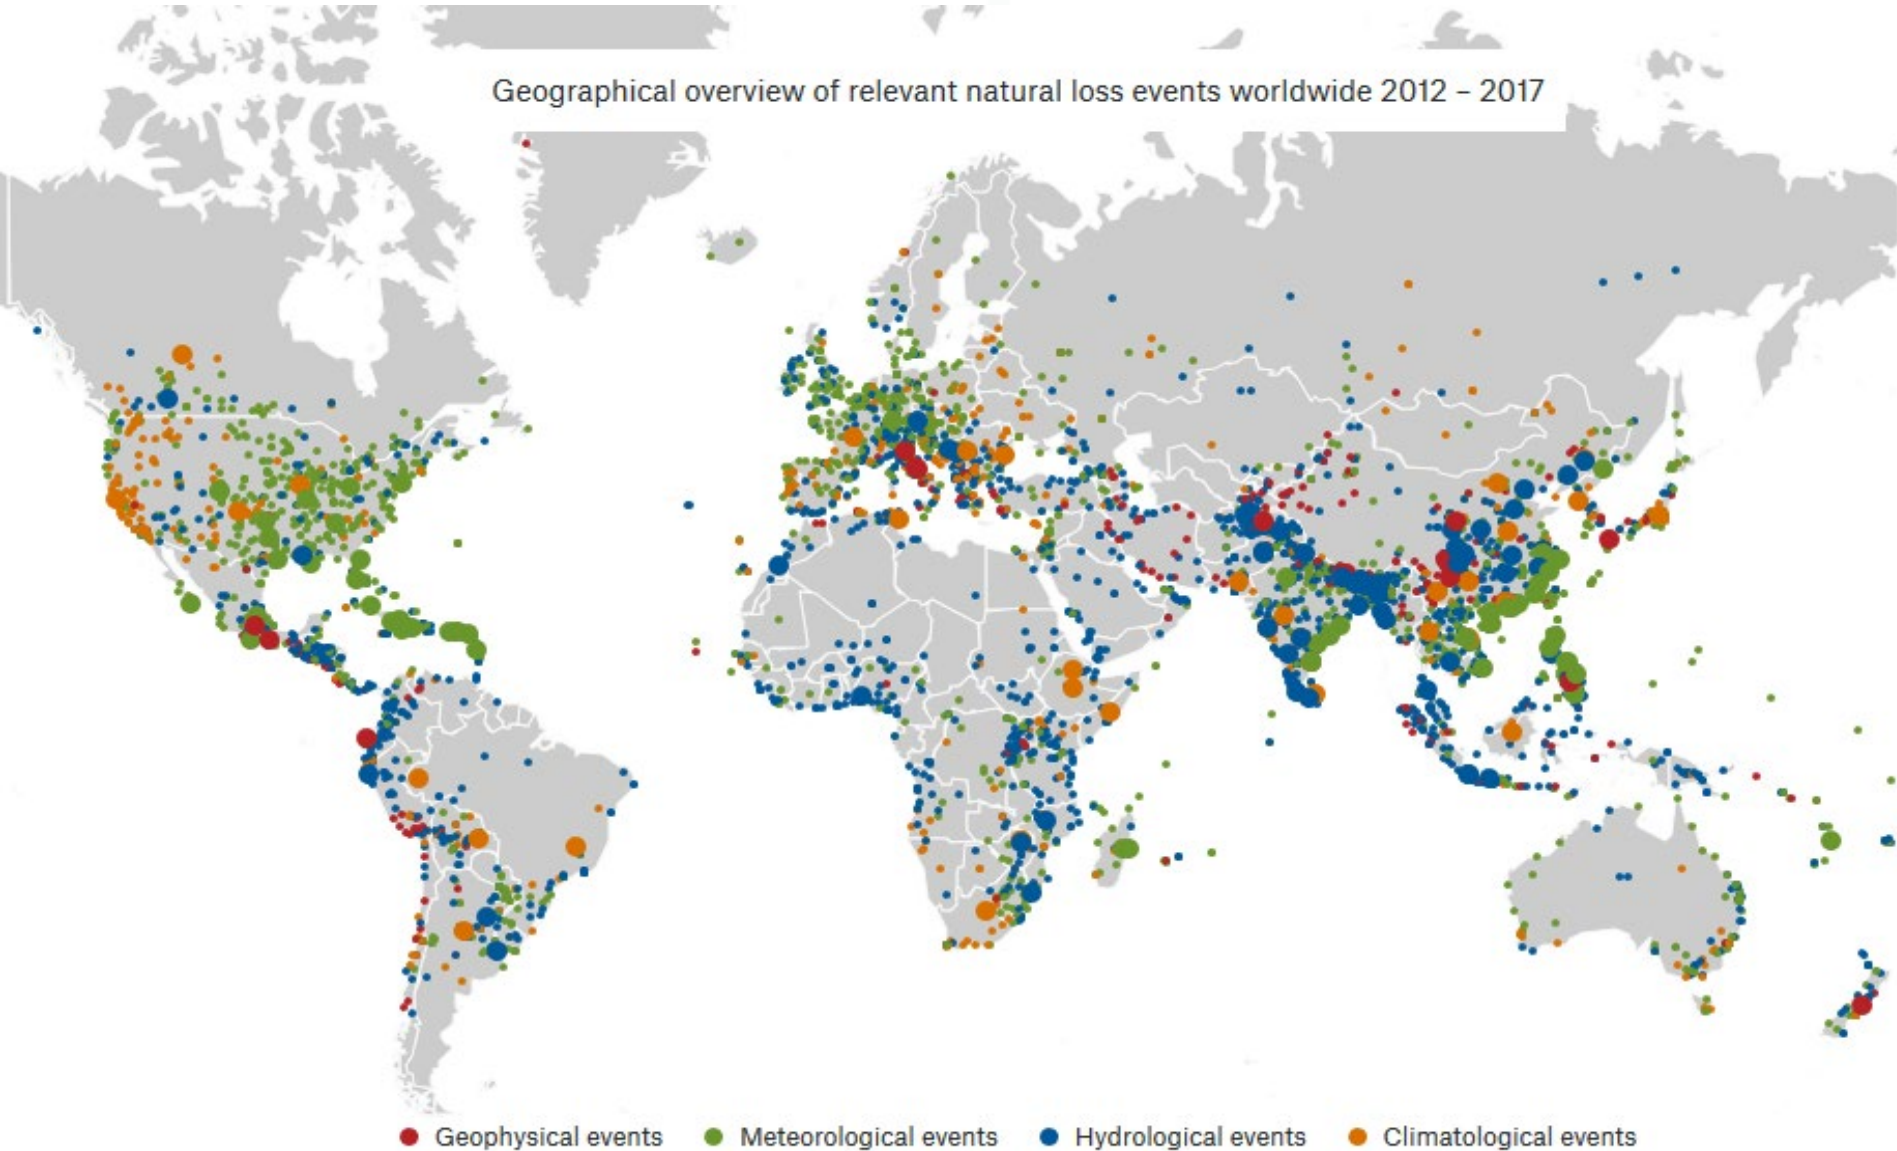 Geographical overview of relevant natural loss events worldwide 2012 – 2017
Geophysical events
Meteorological events
Hydrological events
Climatological events